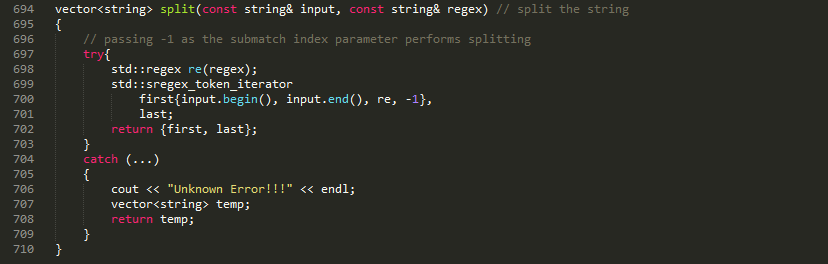 694 vector<string> split(const string& input, const string& regex) // split the string
695 {
696     // passing -1 as the submatch index parameter performs splitting
697     try{
698         std::regex re(regex);
699         std::sregex_token_iterator
700             first{input.begin(), input.end(), re, -1},
701             last;
702         return {first, last};
703     }
704     catch (...)
705     {
706         cout << "Unknown Error!!!" << endl;
707         vector<string> temp;
708         return temp;
709     }
710 }